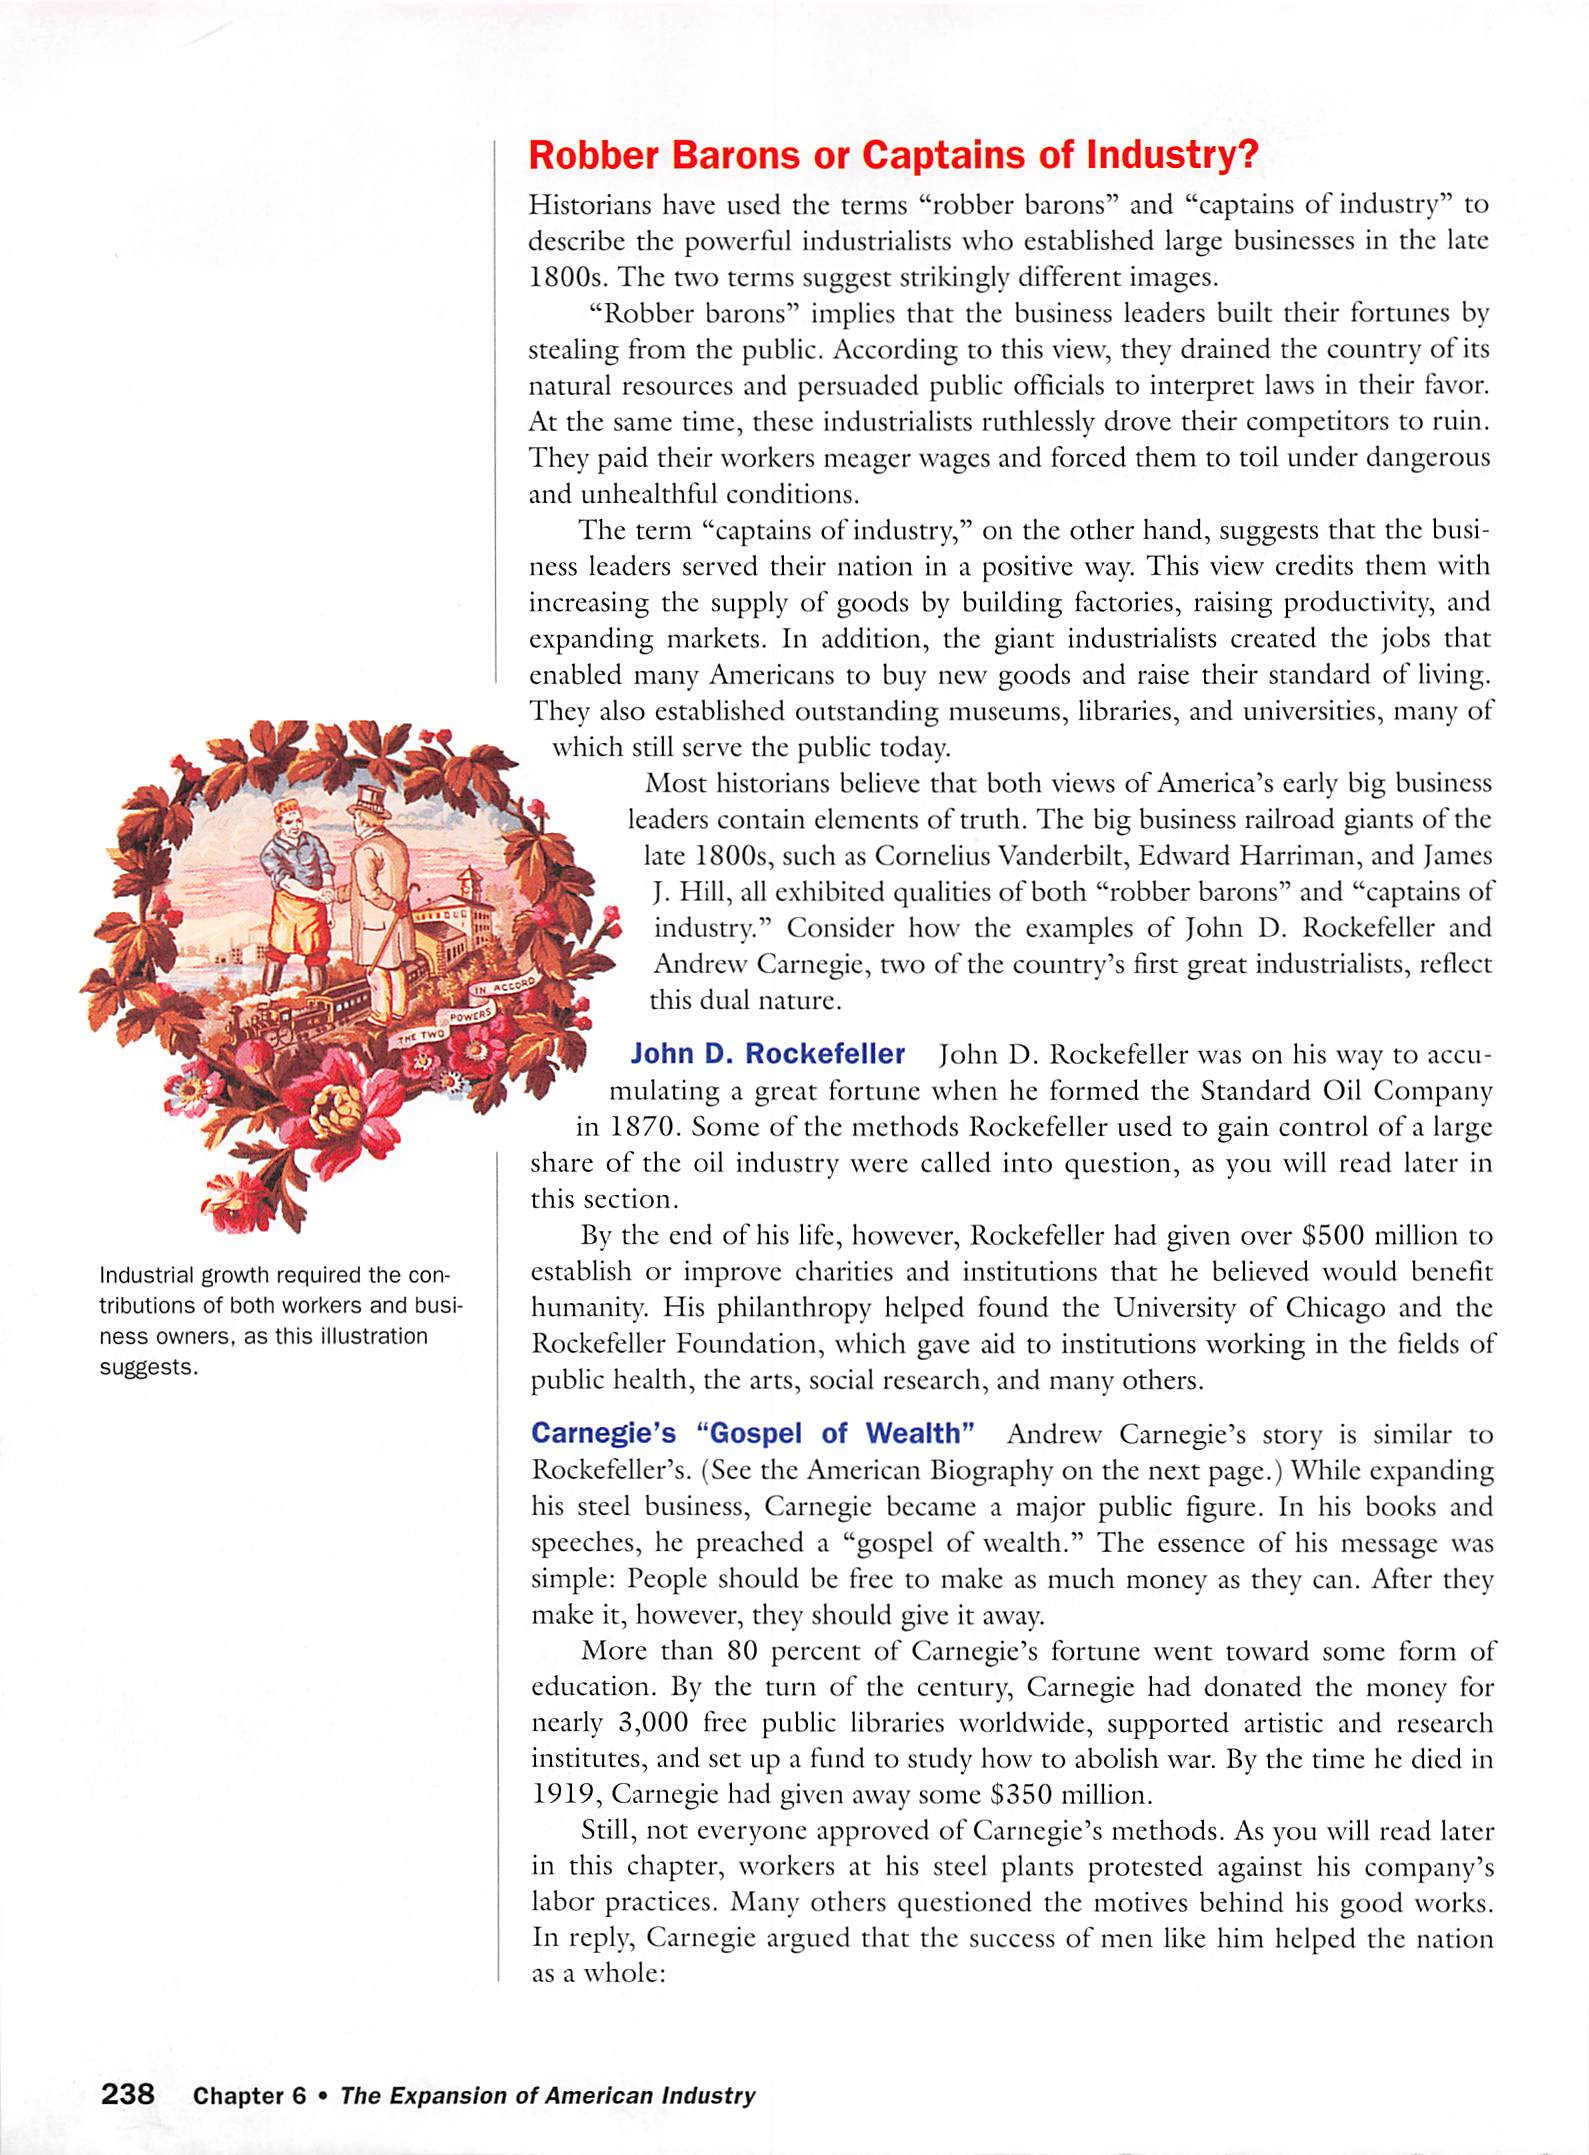 Robber Barons or Captains of Industry?
Historians have used the terms “robber barons” and “captains of industry” to
describe the powerful industrialists who established large businesses in the late
1800s. The two terms suggest strikingly different images.
“Robber barons” implies that the business leaders built their fortunes by
stealing from the public. According to this view, they drained the country of its
natural resources and persuaded public officials to interpret laws in their favor.
At the same time, these industrialists ruthlessly drove their competitors to ruin.
They paid their workers meager wages and forced them to toil under dangerous
and unhealthful conditions.
The term “captains of industry,” on the other hand, suggests that the busi-
ness leaders served their nation in a positive way. This view credits them with
increasing the supply of goods by building factories, raising productivity, and
expanding markets. In addition, the giant industrialists created the jobs that
enabled many Americans to buy new goods and raise their standard of living.
They also established outstanding museums, libraries, and universities, many of
which still serve the public today.
Most historians believe that both views of America’s early big business
leaders contain elements of truth. The big business railroad giants of the
late 1800s, such as Cornelius Vanderbilt, Edward Harriman, and James
J. Hill, all exhibited qualities of both “robber barons” and “captains of
industry.” Consider how the examples of John D. Rockefeller and
Andrew Carnegie, two of the country’s first great industrialists, reflect
this dual nature.
THE TWO POWERS IN ACCORD
Industrial growth required the con-
tributions of both workers and busi-
ness owners, as this illustration
suggests.
John D. Rockefeller John D. Rockefeller was on his way to accu-
mulating a great fortune when he formed the Standard Oil Company
in 1870. Some of the methods Rockefeller used to gain control of a large
share of the oil industry were called into question, as you will read later in
this section.
By the end of his life, however, Rockefeller had given over $500 million to
establish or improve charities and institutions that he believed would benefit
humanity. His philanthropy helped found the University of Chicago and the
Rockefeller Foundation, which gave aid to institutions working in the fields of
public health, the arts, social research, and many others.
Carnegie’s “Gospel of Wealth” Andrew Carnegie’s story is similar to
Rockefeller’s. (See the American Biography on the next page.) While expanding
his steel business, Carnegie became a major public figure. In his books and
speeches, he preached a “gospel of wealth.” The essence of his message was
simple: People should be free to make as much money as they can. After they
make it, however, they should give it away.
More than 80 percent of Carnegie’s fortune went toward some form of
education. By the turn of the century, Carnegie had donated the money for
nearly 3,000 free public libraries worldwide, supported artistic and research
institutes, and set up a fund to study how to abolish war. By the time he died in
1919, Carnegie had given away some $350 million.
Still, not everyone approved of Carnegie’s methods. As you will read later
in this chapter, workers at his steel plants protested against his company’s
labor practices. Many others questioned the motives behind his good works.
In reply, Carnegie argued that the success of men like him helped the nation
as a whole:
238 Chapter 6 • The Expansion of American Industry